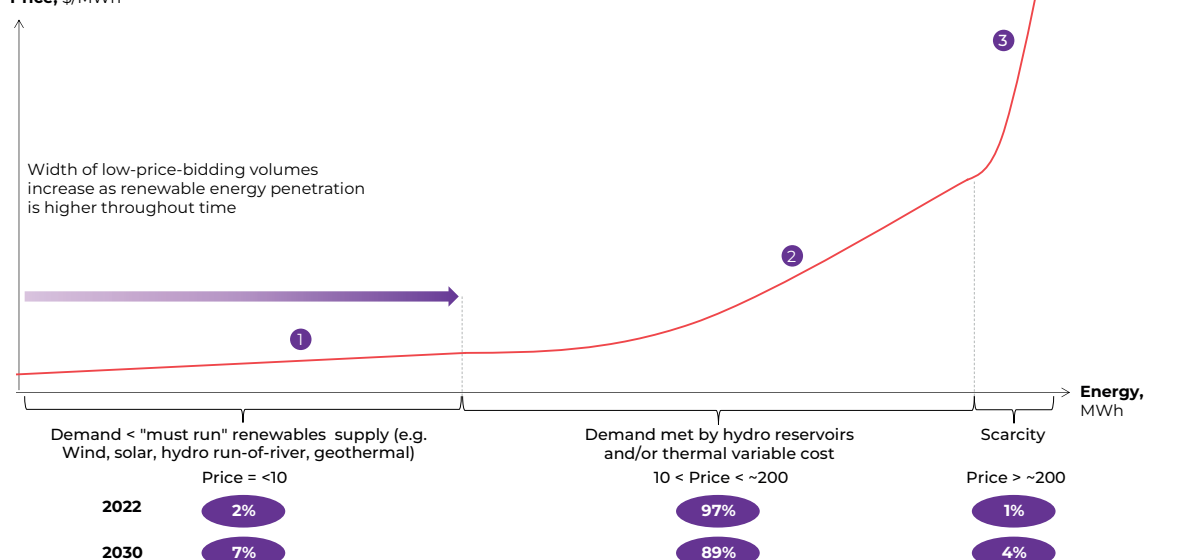 Price, $/MWh
3
Width of low-price-bidding volumes
increase as renewable energy penetration
is higher throughout time
2
1
Energy,
MWh
Demand < "must run" renewables  supply (e.g.
Wind, solar, hydro run-of-river, geothermal)
Demand met by hydro reservoirs
and/or thermal variable cost
Scarcity
Price = <10
10 < Price < ~200
Price > ~200
2022
2%
97%
1%
2030
7%
89%
4%